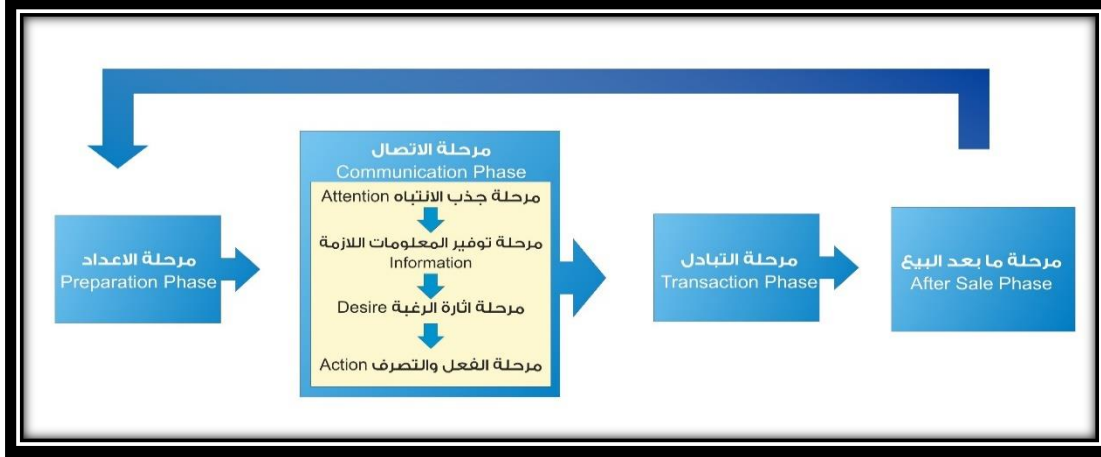 مرحلة الاعداد
Preparation Phase
مرحلة الاتصال
Communication Phase
مرحلة جذب الانتباه Attention
مرحلة توفير المعلومات اللازمة
Information
مرحلة اثارة الرغبة Desire
مرحلة الفعل والتصرف Action
مرحلة التبادل
Transaction Phase
مرحلة ما بعد البيع
After Sale Phase